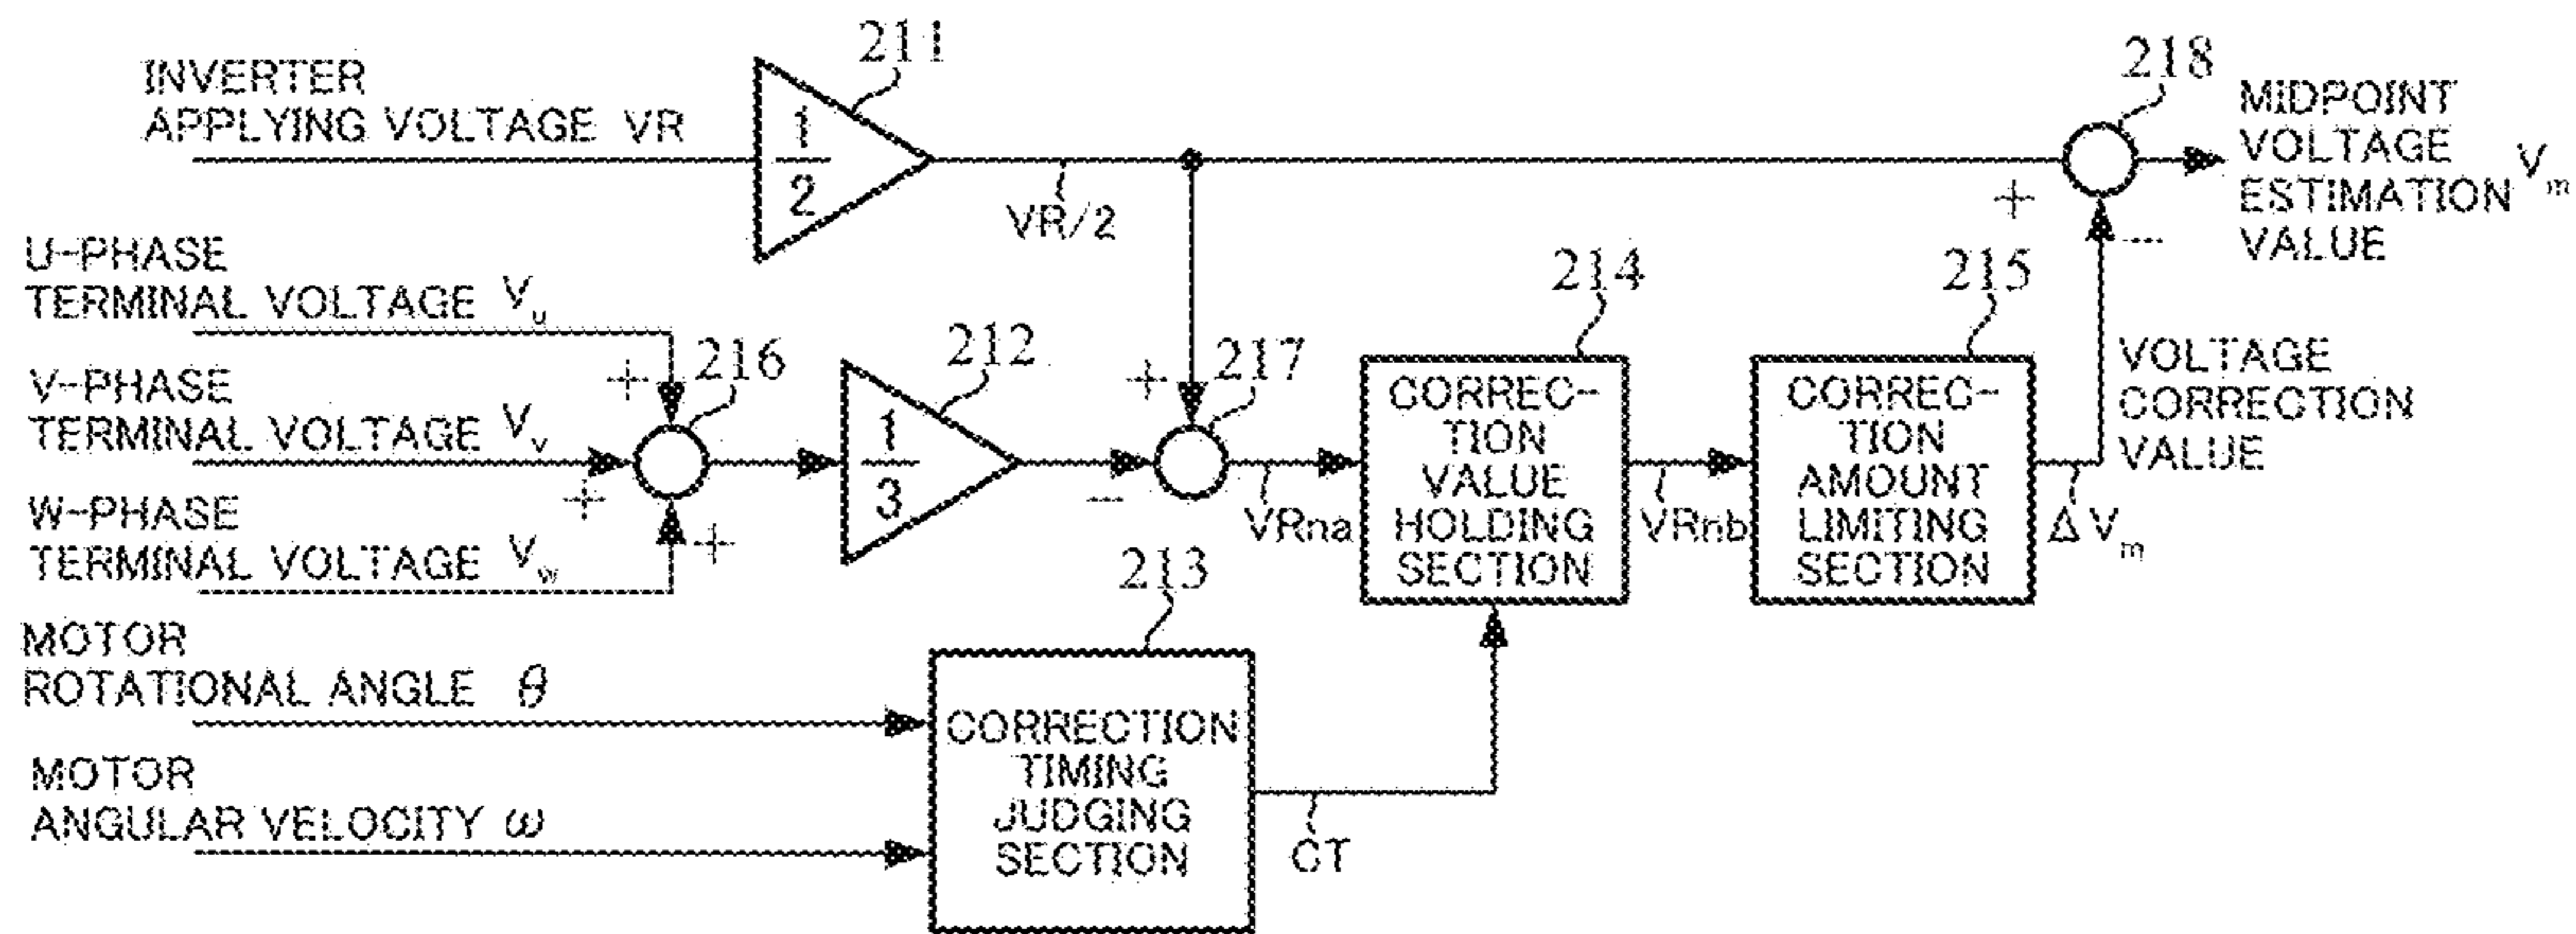 211
218
INVERTER
APPLYING VOLTAGE VR
1
2
VR/2
+
−
MIDPOINT
VOLTAGE
ESTIMATION
VALUE
Vm
U-PHASE
TERMINAL VOLTAGE Vu
V-PHASE
TERMINAL VOLTAGE Vv
W-PHASE
TERMINAL VOLTAGE Vw
+
+
+
216
212
1
3
+
−
217
VRna
214
CORREC-
TION
VALUE
HOLDING
SECTION
VRnb
215
CORREC-
TION
AMOUNT
LIMITING
SECTION
ΔVm
VOLTAGE
CORRECTION
VALUE
MOTOR
ROTATIONAL ANGLE θ
MOTOR
ANGULAR VELOCITY ω
213
CORRECTION
TIMING
JUDGING
SECTION
CT